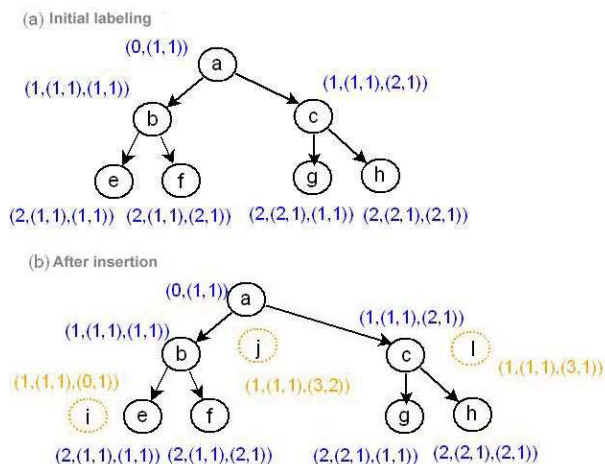 (a) Initial labeling
(0,(1,1))
a
(1,(1,1),(1,1))
(1,(1,1),(2,1))
b
c
e
f
g
h
(2,(1,1),(1,1))
(2,(1,1),(2,1))
(2,(2,1),(1,1))
(2,(2,1),(2,1))
(b) After insertion
(0,(1,1))
a
(1,(1,1),(1,1))
(1,(1,1),(2,1))
b
j
c
l
(1,(1,1),(0,1))
(1,(1,1),(3,2))
(1,(1,1),(3,1))
i
e
f
g
h
(2,(1,1),(1,1))
(2,(1,1),(2,1))
(2,(2,1),(1,1))
(2,(2,1),(2,1))